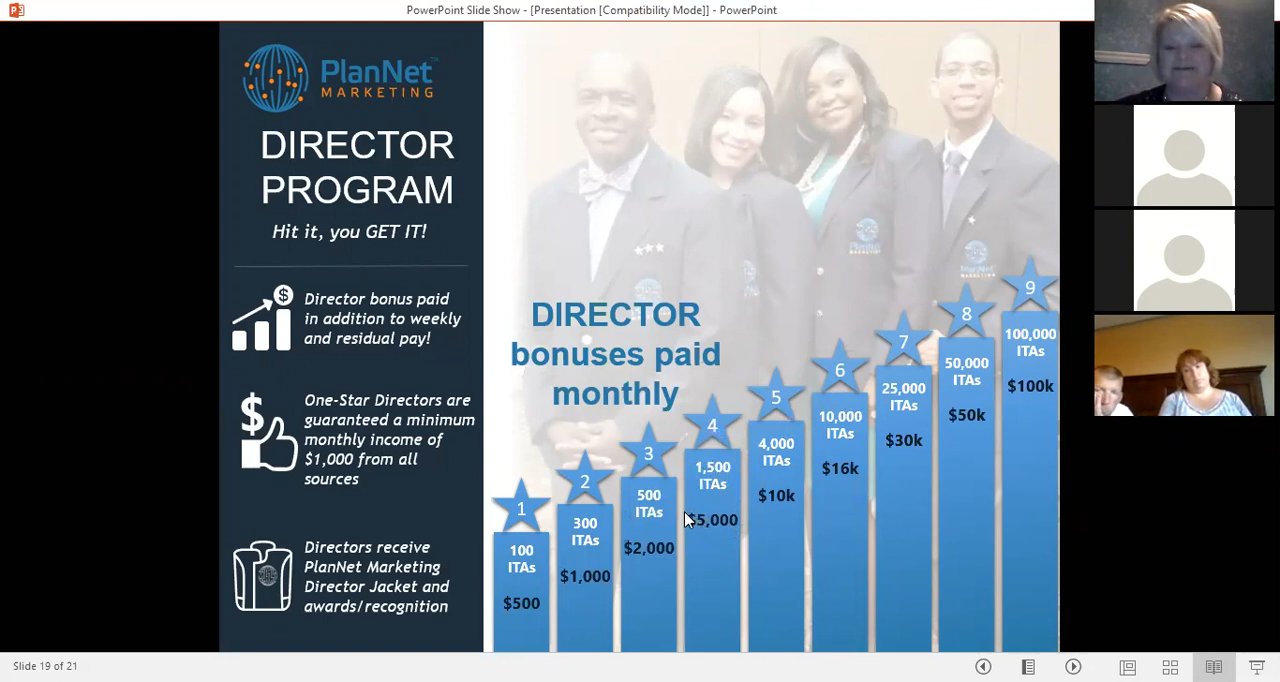 PowerPoint Slide Show - [Presentation [Compatibility Mode]] - PowerPoint
PlanNet
MARKETING
DIRECTOR
PROGRAM
Hit it, you GET IT!
Director bonus paid
in addition to weekly
and residual pay!
One-Star Directors are
guaranteed a minimum
monthly income of
$1,000 from all
sources
Directors receive
PlanNet Marketing
Director Jacket and
awards/recognition
DIRECTOR
bonuses paid
monthly
1
100
ITAs
$500
2
300
ITAs
$1,000
3
500
ITAs
$2,000
4
1,500
ITAs
$5,000
5
4,000
ITAs
$10k
6
10,000
ITAs
$16k
7
25,000
ITAs
$30k
8
50,000
ITAs
$50k
9
100,000
ITAs
$100k
Slide 19 of 21